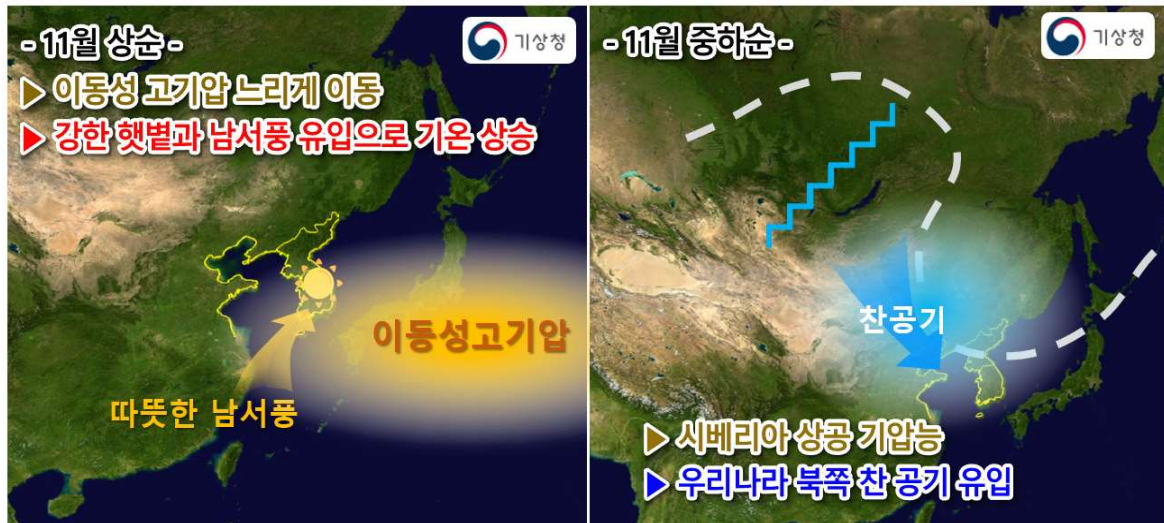 - 11월 상순 -
기상청
▶ 이동성 고기압 느리게 이동
▶ 강한 햇볕과 남서풍 유입으로 기온 상승
이동성고기압
따뜻한 남서풍
- 11월 중하순 -
기상청
찬공기
▶ 시베리아 상공 기압능
▶ 우리나라 북쪽 찬 공기 유입